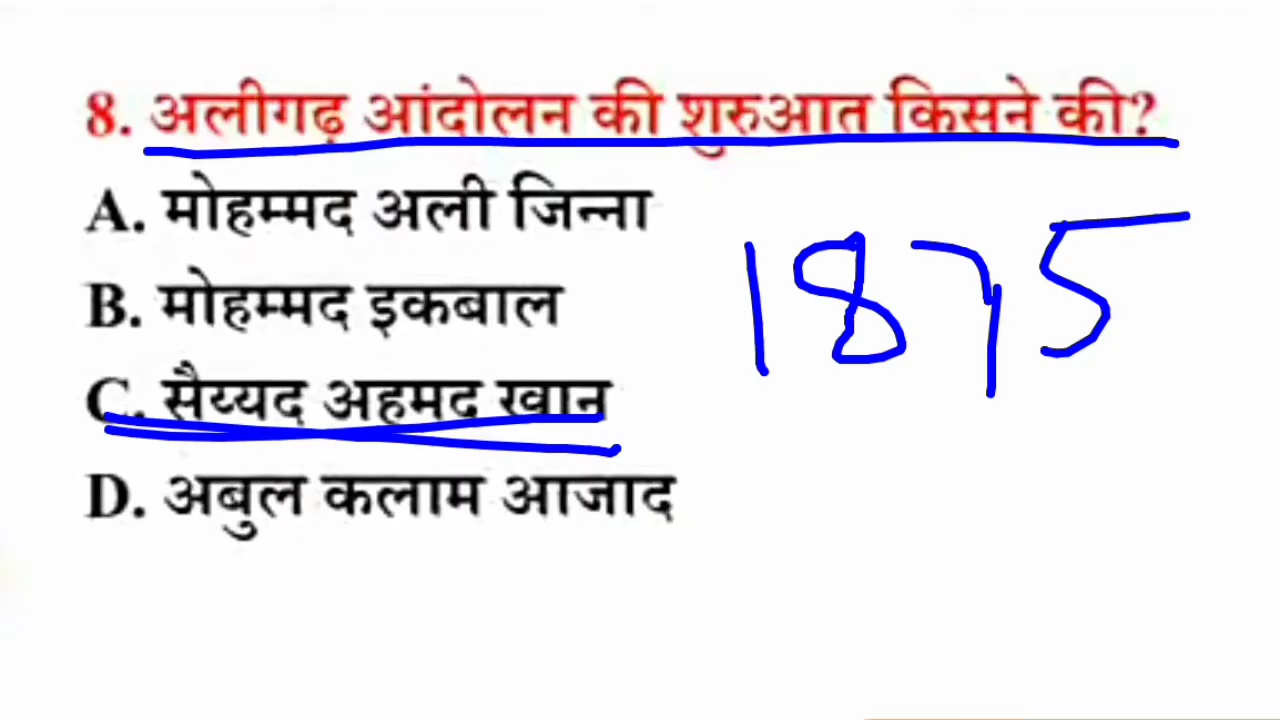 8. अलीगढ़ आंदोलन की शुरुआत किसने की?
A. मोहम्मद अली जिन्ना
B. मोहम्मद इकबाल
1875
C. सैय्यद अहमद खान
D. अबुल कलाम आजाद